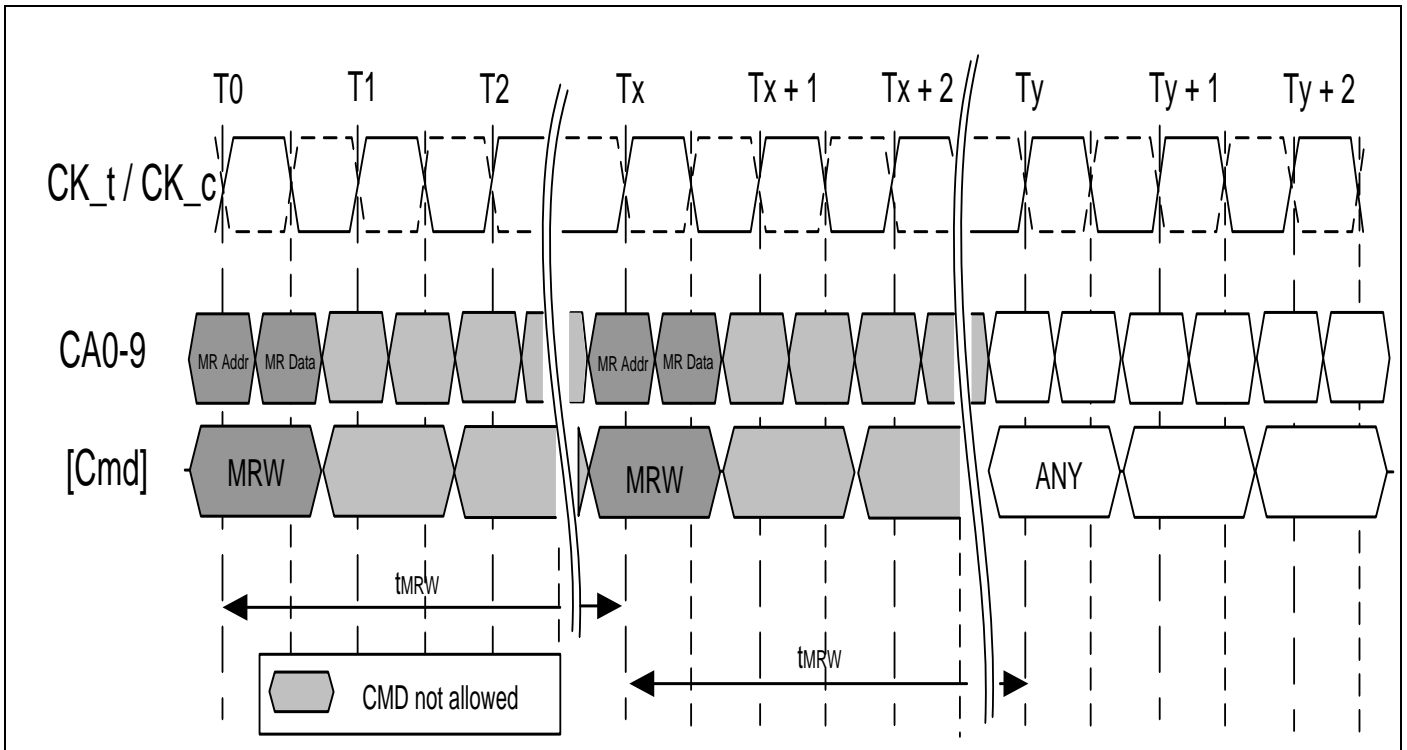 T0 T1 T2 Tx Tx + 1 Tx + 2 Ty Ty + 1 Ty + 2
CK_t / CK_c
CA0-9 MR Addr MR Data MR Addr MR Data
[Cmd] MRW MRW ANY
tMRW
tMRW
CMD not allowed